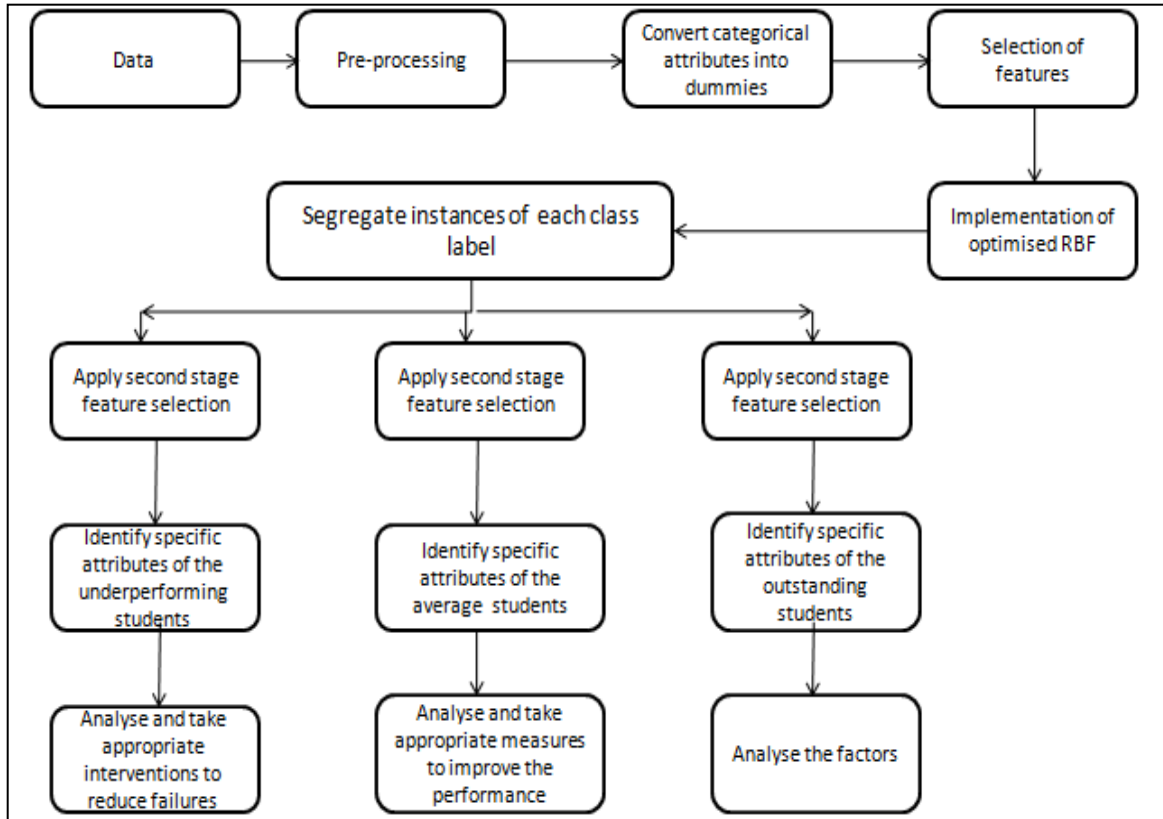 Data
Pre-processing
Convert categorical
attributes into
dummies
Selection of
features
Segregate instances of each class
label
Implementation of
optimised RBF
Apply second stage
feature selection
Apply second stage
feature selection
Apply second stage
feature selection
Identify specific
attributes of the
underperforming
students
Identify specific
attributes of the
average students
Identify specific
attributes of the
outstanding
students
Analyse and take
appropriate
interventions to
reduce failures
Analyse and take
appropriate measures
to improve the
performance
Analyse the factors